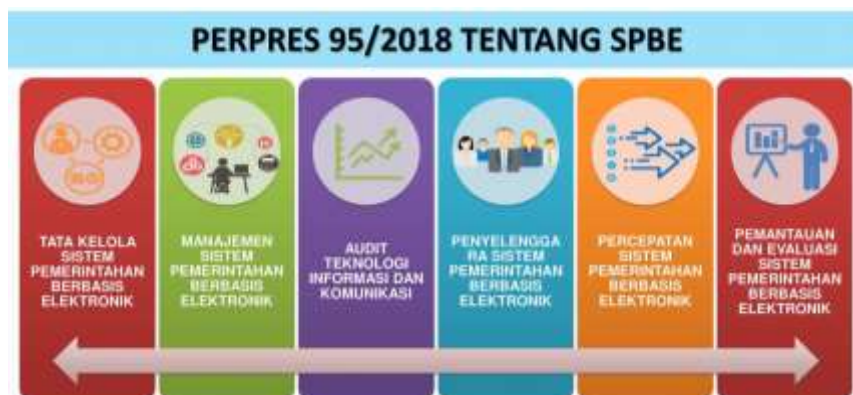 PERPRES 95/2018 TENTANG SPBE
TATA KELOLA
SISTEM
PEMERINTAHAN
BERBASIS
ELEKTRONIK
MANAJEMEN
SISTEM
PEMERINTAHAN
BERBASIS
ELEKTRONIK
AUDIT
TEKNOLOGI
INFORMASI DAN
KOMUNIKASI
PENYELENGGA
RA SISTEM
PEMERINTAHAN
BERBASIS
ELEKTRONIK
PERCEPATAN
SISTEM
PEMERINTAHAN
BERBASIS
ELEKTRONIK
PEMANTAUAN
DAN EVALUASI
SISTEM
PEMERINTAHAN
BERBASIS
ELEKTRONIK